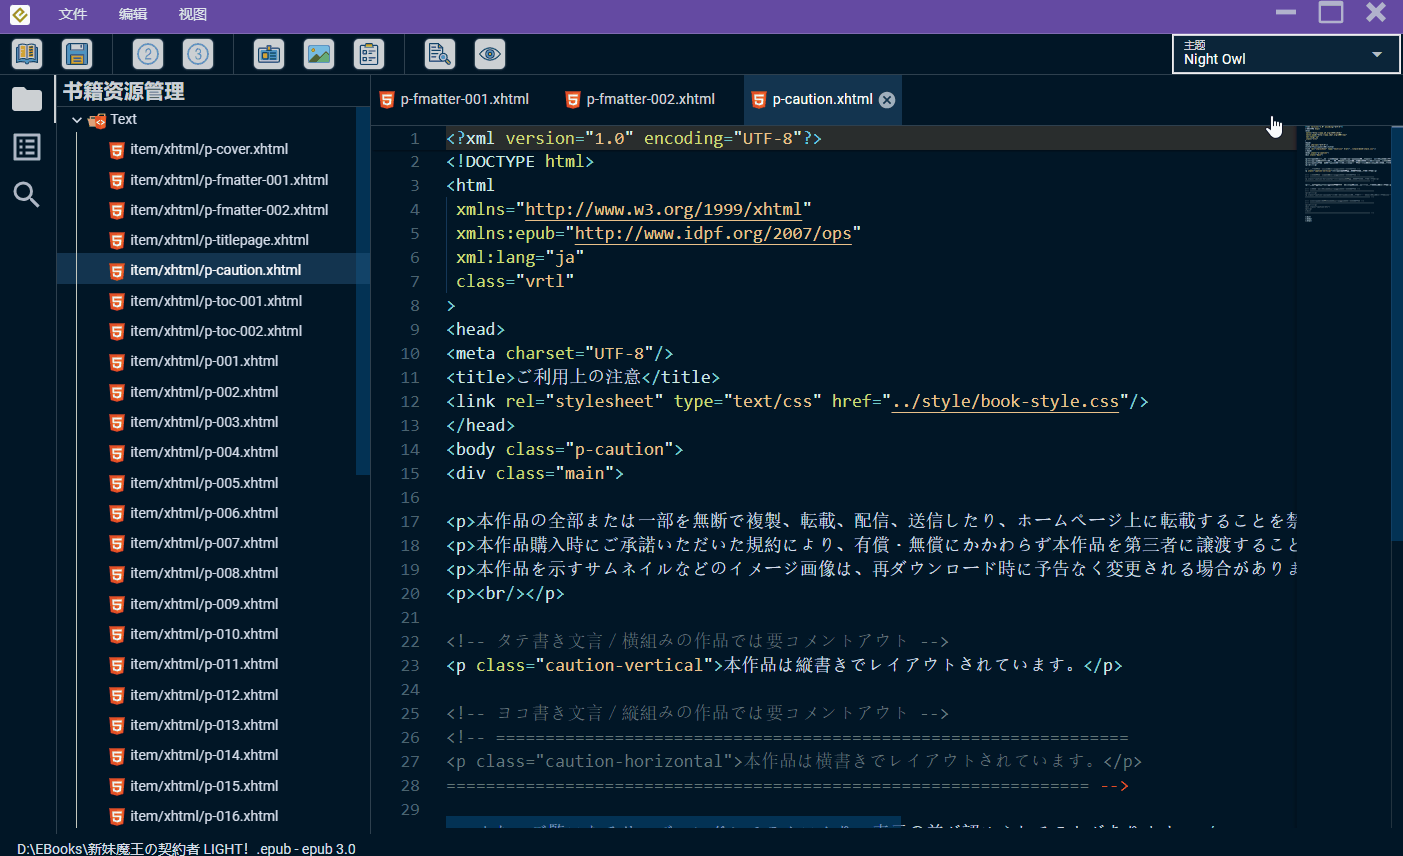 文件 编辑 视图
2 3
主题
Night Owl
书籍资源管理
Text
item/xhtml/p-cover.xhtml
item/xhtml/p-fmatter-001.xhtml
item/xhtml/p-fmatter-002.xhtml
item/xhtml/p-titlepage.xhtml
item/xhtml/p-caution.xhtml
item/xhtml/p-toc-001.xhtml
item/xhtml/p-toc-002.xhtml
item/xhtml/p-001.xhtml
item/xhtml/p-002.xhtml
item/xhtml/p-003.xhtml
item/xhtml/p-004.xhtml
item/xhtml/p-005.xhtml
item/xhtml/p-006.xhtml
item/xhtml/p-007.xhtml
item/xhtml/p-008.xhtml
item/xhtml/p-009.xhtml
item/xhtml/p-010.xhtml
item/xhtml/p-011.xhtml
item/xhtml/p-012.xhtml
item/xhtml/p-013.xhtml
item/xhtml/p-014.xhtml
item/xhtml/p-015.xhtml
item/xhtml/p-016.xhtml
p-fmatter-001.xhtml p-fmatter-002.xhtml p-caution.xhtml
1 <?xml version="1.0" encoding="UTF-8"?>
2 <!DOCTYPE html>
3 <html
4 xmlns="http://www.w3.org/1999/xhtml"
5 xmlns:epub="http://www.idpf.org/2007/ops"
6 xml:lang="ja"
7 class="vrtl"
8 >
9 <head>
10 <meta charset="UTF-8"/>
11 <title>ご利用上の注意</title>
12 <link rel="stylesheet" type="text/css" href="../style/book-style.css"/>
13 </head>
14 <body class="p-caution">
15 <div class="main">
16
17 <p>本作品の全部または一部を無断で複製、転載、配信、送信したり、ホームページ上に転載することを禁
18 <p>本作品購入時にご承諾いただいた規約により、有償・無償にかかわらず本作品を第三者に譲渡すること
19 <p>本作品を示すサムネイルなどのイメージ画像は、再ダウンロード時に予告なく変更される場合がありま
20 <p><br/></p>
21
22 <!-- タテ書き文言／横組みの作品では要コメントアウト -->
23 <p class="caution-vertical">本作品は縦書きでレイアウトされています。</p>
24
25 <!-- ヨコ書き文言／縦組みの作品では要コメントアウト -->
26 <!-- ================================================================
27 <p class="caution-horizontal">本作品は横書きでレイアウトされています。</p>
28 ================================================================= -->
29
D:\EBooks\新妹魔王の契約者 LIGHT！.epub - epub 3.0